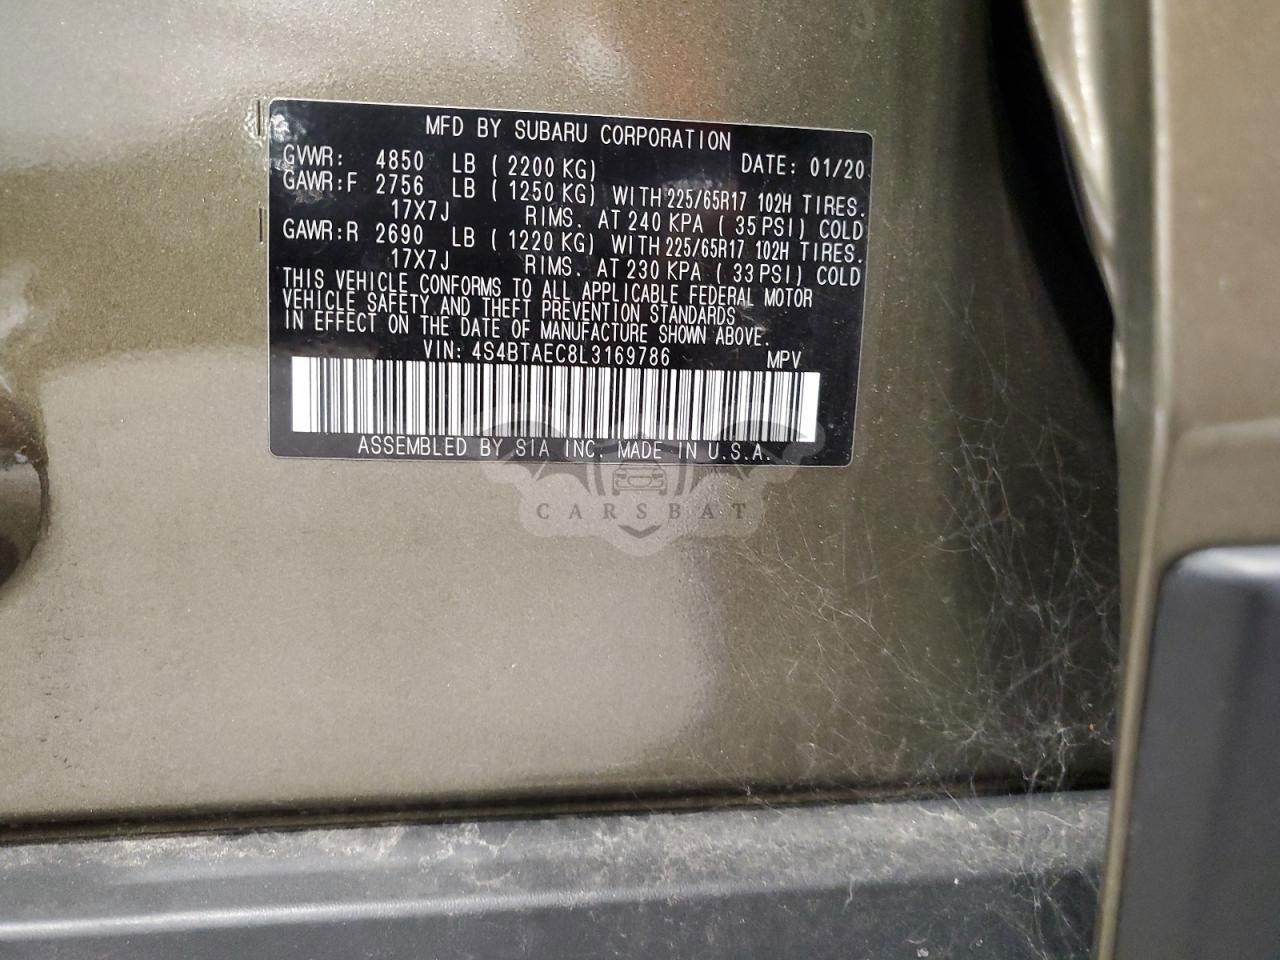 MFD BY SUBARU CORPORATION
GVWR: 4850 LB ( 2200 KG) DATE: 01/20
GAWR:F 2756 LB ( 1250 KG) WITH 225/65R17 102H TIRES.
17X7J RIMS. AT 240 KPA ( 35 PSI) COLD
GAWR:R 2690 LB ( 1220 KG) WITH 225/65R17 102H TIRES.
17X7J RIMS. AT 230 KPA ( 33 PSI) COLD
THIS VEHICLE CONFORMS TO ALL APPLICABLE FEDERAL MOTOR
VEHICLE SAFETY AND THEFT PREVENTION STANDARDS
IN EFFECT ON THE DATE OF MANUFACTURE SHOWN ABOVE.
VIN: 4S4BTAEC8L3169786 MPV
ASSEMBLED BY SIA INC. MADE IN U.S.A.
CARSBAT